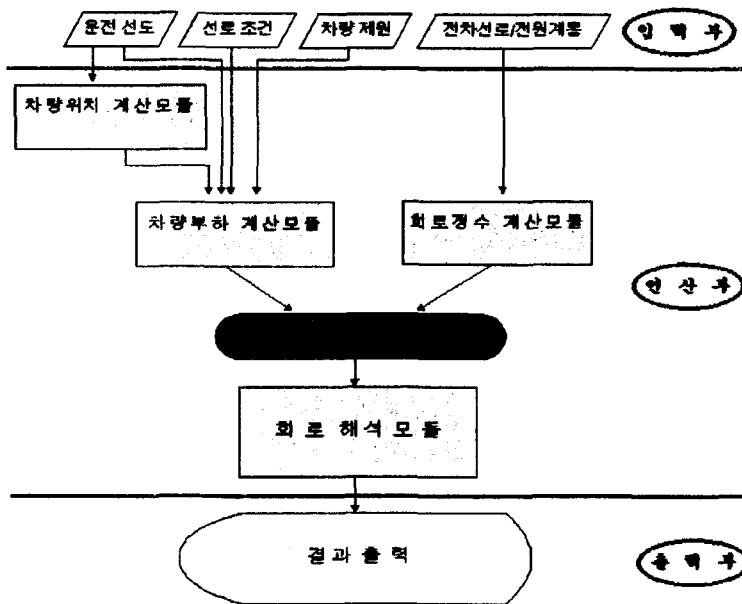 운전 선도
선로 조건
차량 제원
전차선로/전원계통
입 력 부
차량위치 계산모듈
차량부하 계산모듈
회로정수 계산모듈
연 산 부
회 로 해 석 모 듈
결 과 출 력
출 력 부